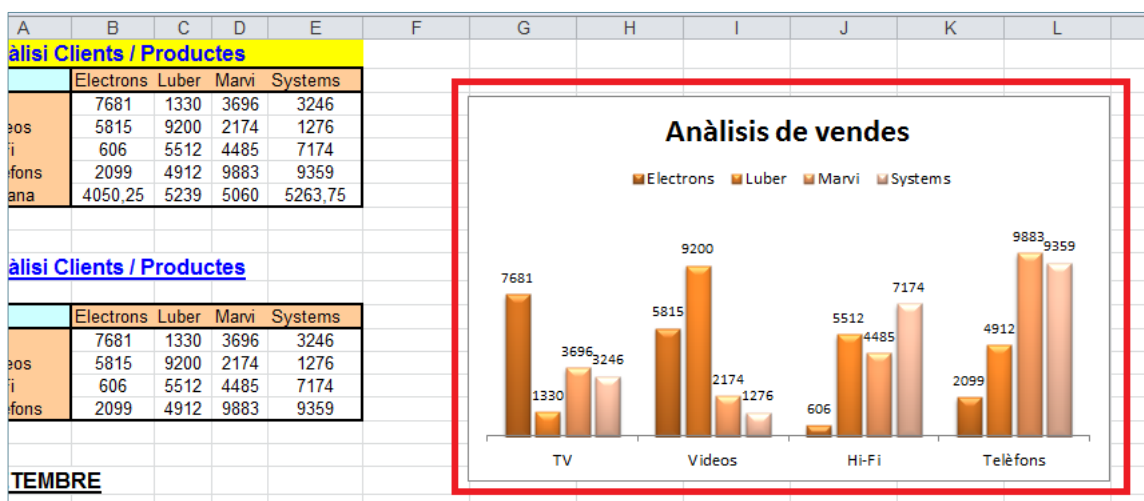 A B C D E F G H I J K L
àlisi Clients / Productes
Electrons Luber Marvi Systems
7681 1330 3696 3246
eos 5815 9200 2174 1276
Fi 606 5512 4485 7174
èfons 2099 4912 9883 9359
ana 4050,25 5239 5060 5263,75
àlisi Clients / Productes
Electrons Luber Marvi Systems
7681 1330 3696 3246
eos 5815 9200 2174 1276
Fi 606 5512 4485 7174
èfons 2099 4912 9883 9359
TEMBRE
Anàlisis de vendes
Electrons Luber Marvi Systems
7681 1330 3696 3246
5815 9200 2174 1276
606 5512 4485 7174
2099 4912 9883 9359
TV Videos Hi-Fi Telèfons